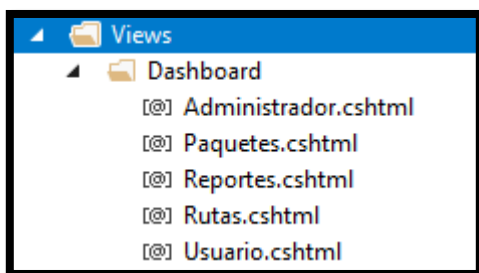 Views
Dashboard
[@] Administrador.cshtml
[@] Paquetes.cshtml
[@] Reportes.cshtml
[@] Rutas.cshtml
[@] Usuario.cshtml